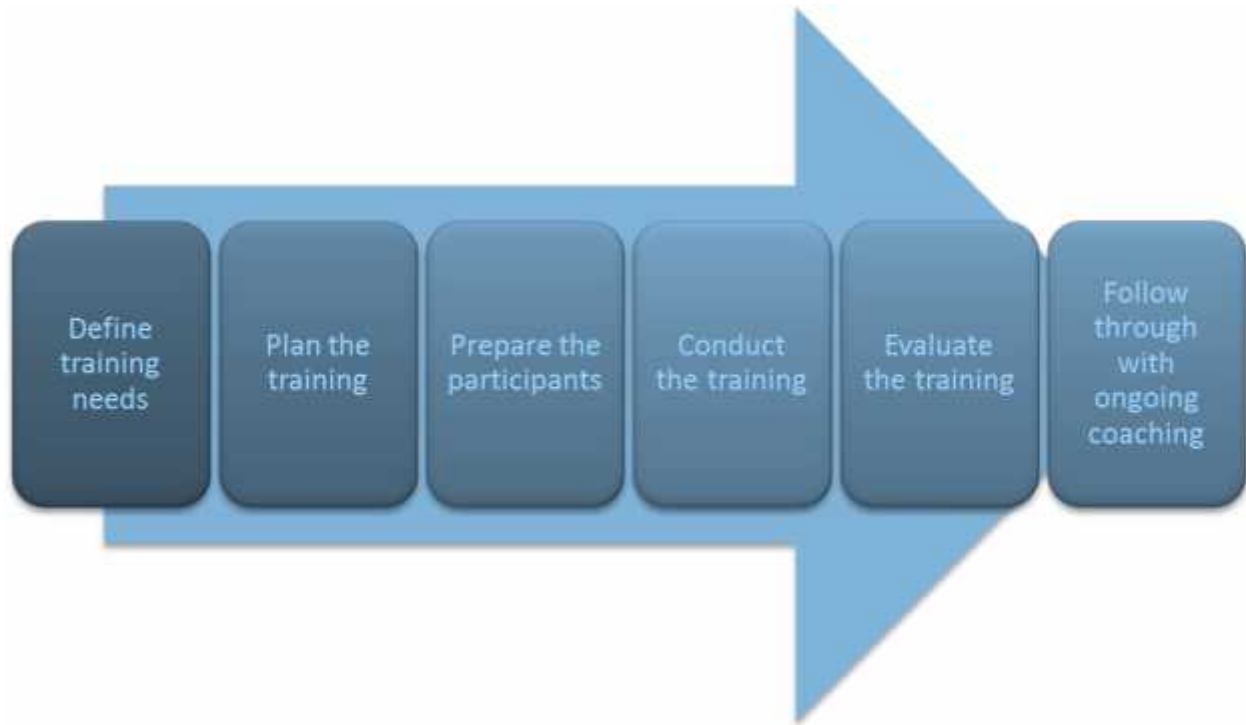 Define
training
needs
Plan the
training
Prepare the
participants
Conduct
the training
Evaluate
the training
Follow
through
with
ongoing
coaching